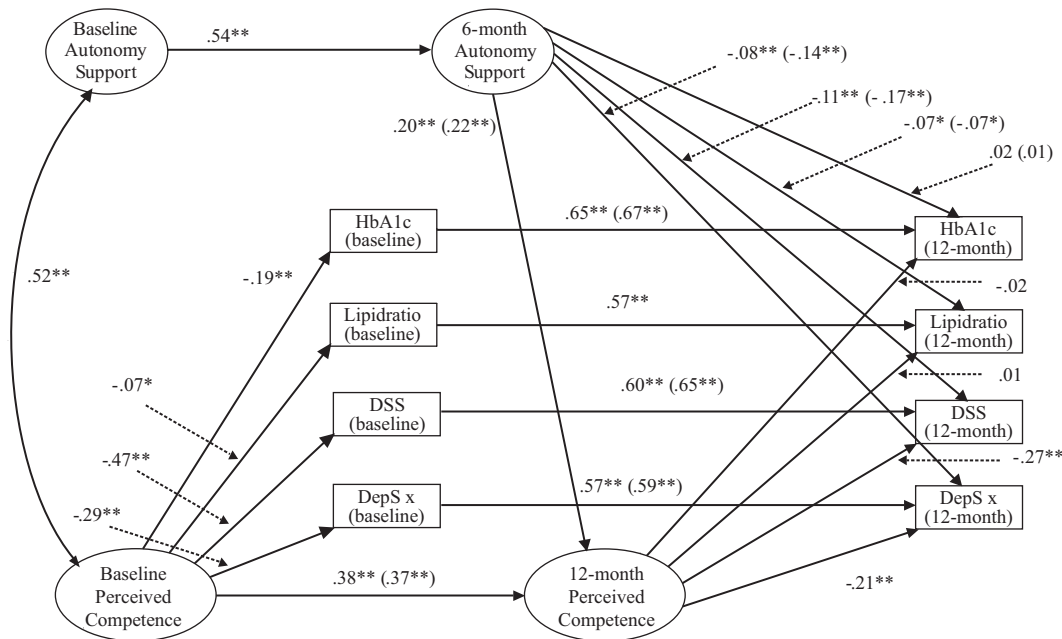 Baseline
Autonomy
Support
.54**
6-month
Autonomy
Support
-.08** (-.14**)
-.11** (- .17**)
-.07* (-.07*)
.02 (.01)
.20** (.22**)
HbA1c
(baseline)
.65** (.67**)
HbA1c
(12-month)
.52**
-.19**
-.02
Lipidratio
(baseline)
.57**
Lipidratio
(12-month)
-.07*
.60** (.65**)
.01
DSS
(baseline)
DSS
(12-month)
-.47**
-.27**
DepS x
(baseline)
.57** (.59**)
DepS x
(12-month)
-.29**
Baseline
Perceived
Competence
.38** (.37**)
12-month
Perceived
Competence
-.21**